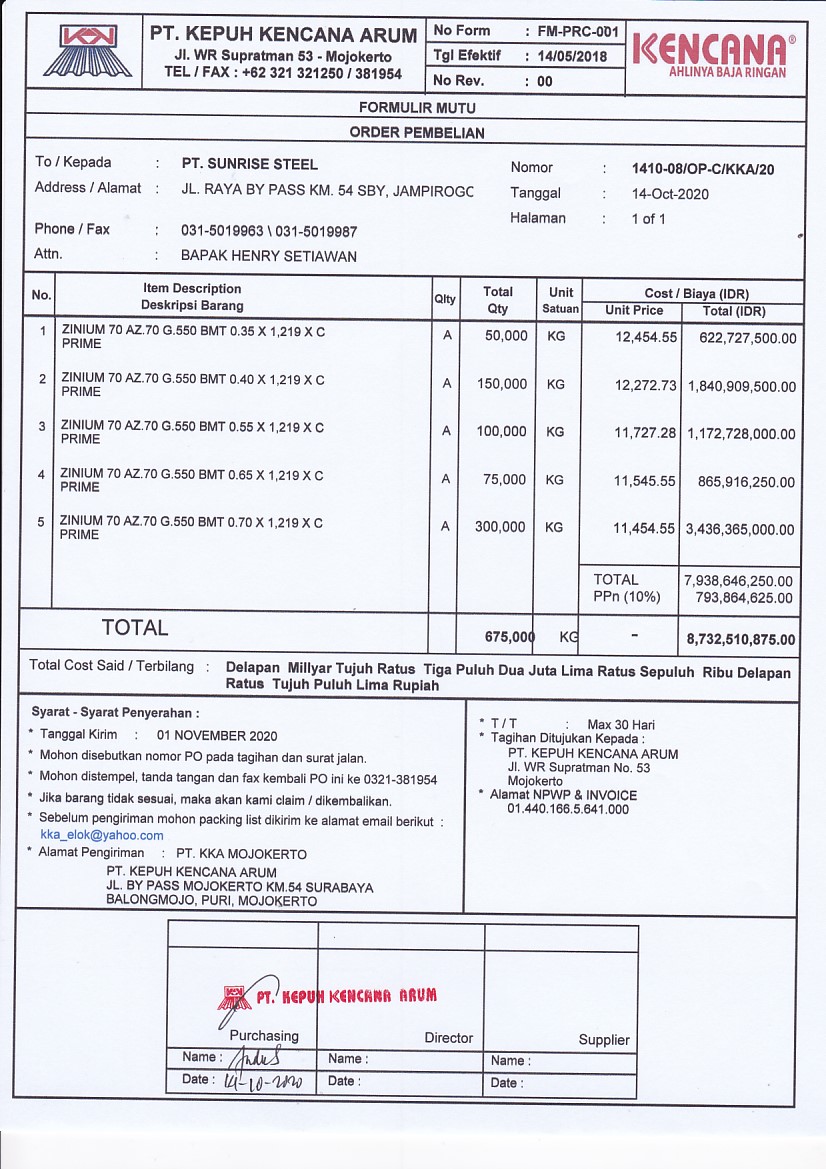 PT. KEPUH KENCANA ARUM
Jl. WR Supratman 53 - Mojokerto
TEL / FAX : +62 321 321250 / 381954
No Form : FM-PRC-001
Tgl Efektif : 14/05/2018
No Rev. : 00
KENCANA®
AHLINYA BAJA RINGAN
FORMULIR MUTU
ORDER PEMBELIAN
To / Kepada : PT. SUNRISE STEEL
Address / Alamat : JL. RAYA BY PASS KM. 54 SBY, JAMPIROGO
Phone / Fax : 031-5019963 \ 031-5019987
Attn. : BAPAK HENRY SETIAWAN
Nomor : 1410-08/OP-C/KKA/20
Tanggal : 14-Oct-2020
Halaman : 1 of 1
No. Item Description Deskripsi Barang Qlty Total Qty Unit Satuan Cost / Biaya (IDR)
Unit Price Total (IDR)
1 ZINIUM 70 AZ.70 G.550 BMT 0.35 X 1,219 X C A 50,000 KG 12,454.55 622,727,500.00
PRIME
2 ZINIUM 70 AZ.70 G.550 BMT 0.40 X 1,219 X C A 150,000 KG 12,272.73 1,840,909,500.00
PRIME
3 ZINIUM 70 AZ.70 G.550 BMT 0.55 X 1,219 X C A 100,000 KG 11,727.28 1,172,728,000.00
PRIME
4 ZINIUM 70 AZ.70 G.550 BMT 0.65 X 1,219 X C A 75,000 KG 11,545.55 865,916,250.00
PRIME
5 ZINIUM 70 AZ.70 G.550 BMT 0.70 X 1,219 X C A 300,000 KG 11,454.55 3,436,365,000.00
PRIME
TOTAL 7,938,646,250.00
PPn (10%) 793,864,625.00
TOTAL 675,000 KG - 8,732,510,875.00
Total Cost Said / Terbilang : Delapan Millyar Tujuh Ratus Tiga Puluh Dua Juta Lima Ratus Sepuluh Ribu Delapan
Ratus Tujuh Puluh Lima Rupiah
Syarat - Syarat Penyerahan :
* Tanggal Kirim : 01 NOVEMBER 2020
* Mohon disebutkan nomor PO pada tagihan dan surat jalan.
* Mohon distempel, tanda tangan dan fax kembali PO ini ke 0321-381954
* Jika barang tidak sesuai, maka akan kami claim / dikembalikan.
* Sebelum pengiriman mohon packing list dikirim ke alamat email berikut :
kka_elok@yahoo.com
* Alamat Pengiriman : PT. KKA MOJOKERTO
PT. KEPUH KENCANA ARUM
JL. BY PASS MOJOKERTO KM.54 SURABAYA
BALONGMOJO, PURI, MOJOKERTO
* T / T : Max 30 Hari
* Tagihan Ditujukan Kepada :
PT. KEPUH KENCANA ARUM
Jl. WR Supratman No. 53
Mojokerto
* Alamat NPWP & INVOICE
01.440.166.5.641.000
PT. KEPUH KENCANA ARUM
Purchasing Director Supplier
Name : Name : Name :
Date : 14-10-2020 Date : Date :